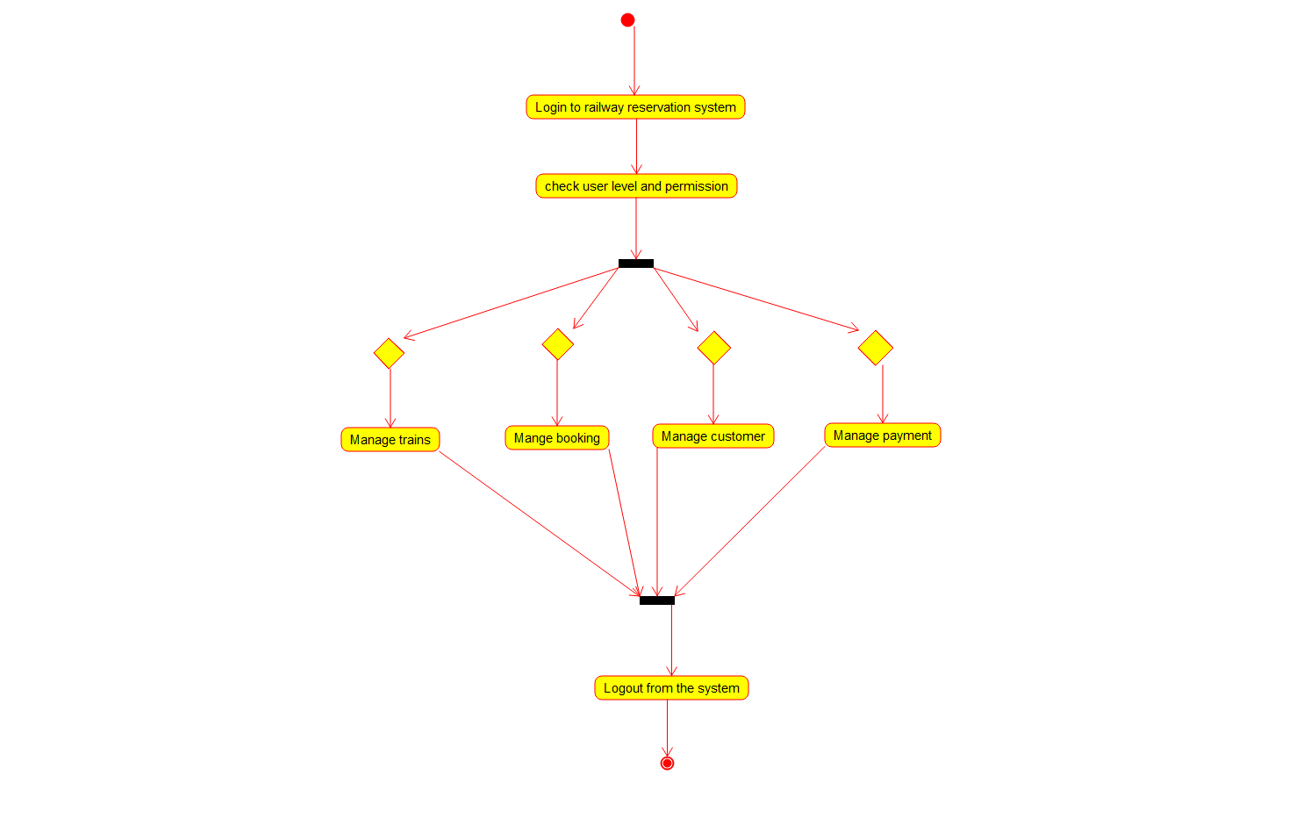 Login to railway reservation system
check user level and permission
Manage trains
Mange booking
Manage customer
Manage payment
Logout from the system